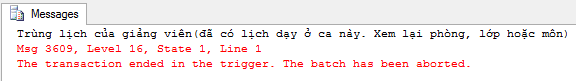 Messages
Trùng lịch của giảng viên(đã có lịch dạy ở ca này. Xem lại phòng, lớp hoặc môn)
Msg 3609, Level 16, State 1, Line 1
The transaction ended in the trigger. The batch has been aborted.